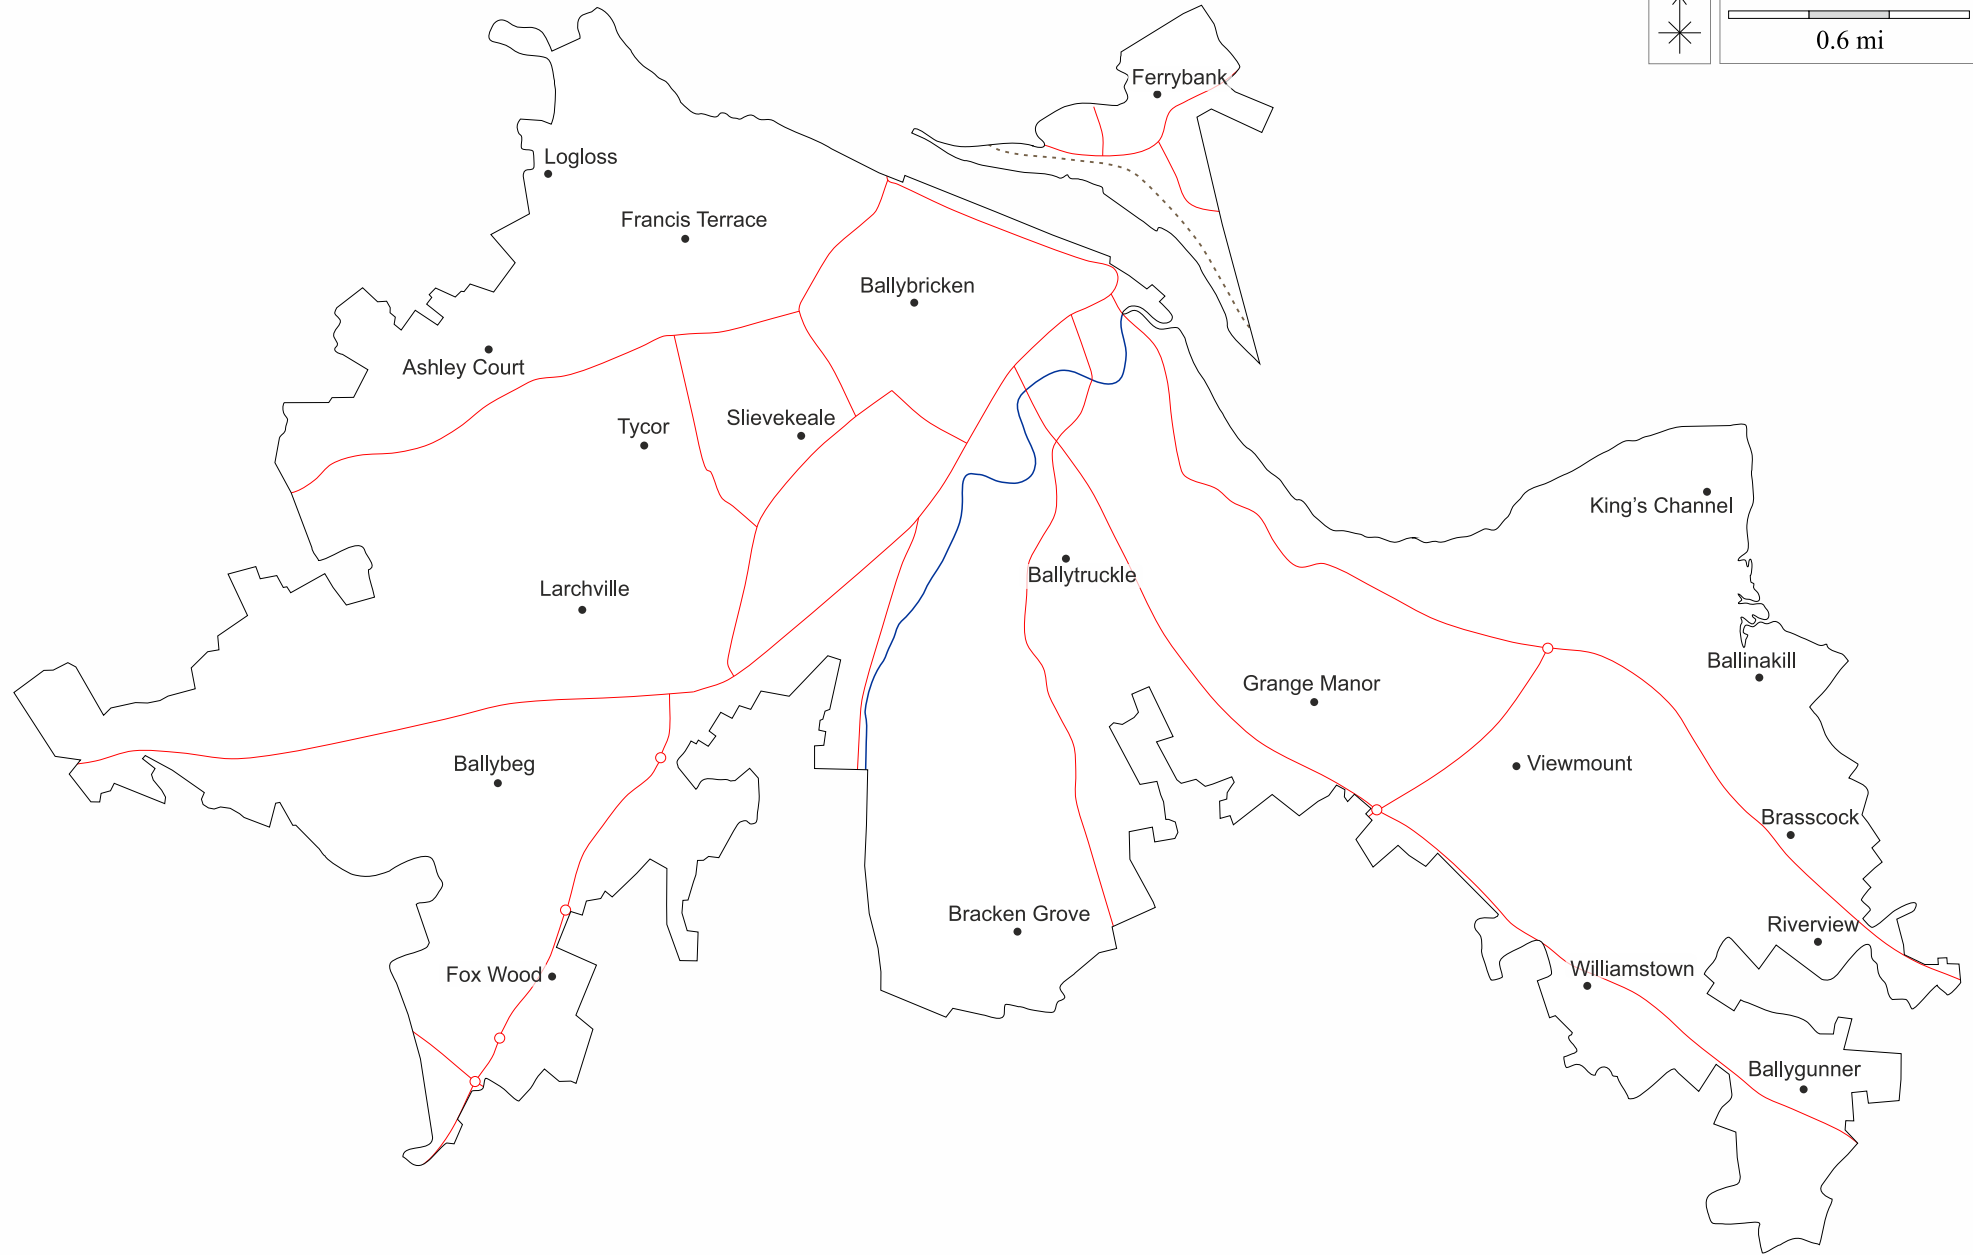 0.6 mi
Ferrybank
Logloss
Francis Terrace
Ballybricken
Ashley Court
Tycor
Slievekeale
King's Channel
Ballytruckle
Larchville
Ballinakill
Grange Manor
Ballybeg
Viewmount
Brasscock
Bracken Grove
Riverview
Fox Wood
Williamstown
Ballygunner